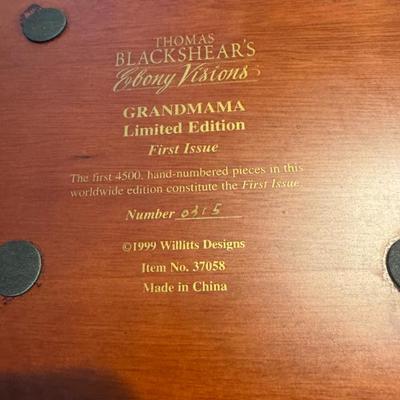 THOMAS
BLACKSHEAR'S
Ebony Visions
GRANDMAMA
Limited Edition
First Issue
The first 4500, hand-numbered pieces in this
worldwide edition constitute the First Issue
Number 0315
©1999 Willitts Designs
Item No. 37058
Made in China